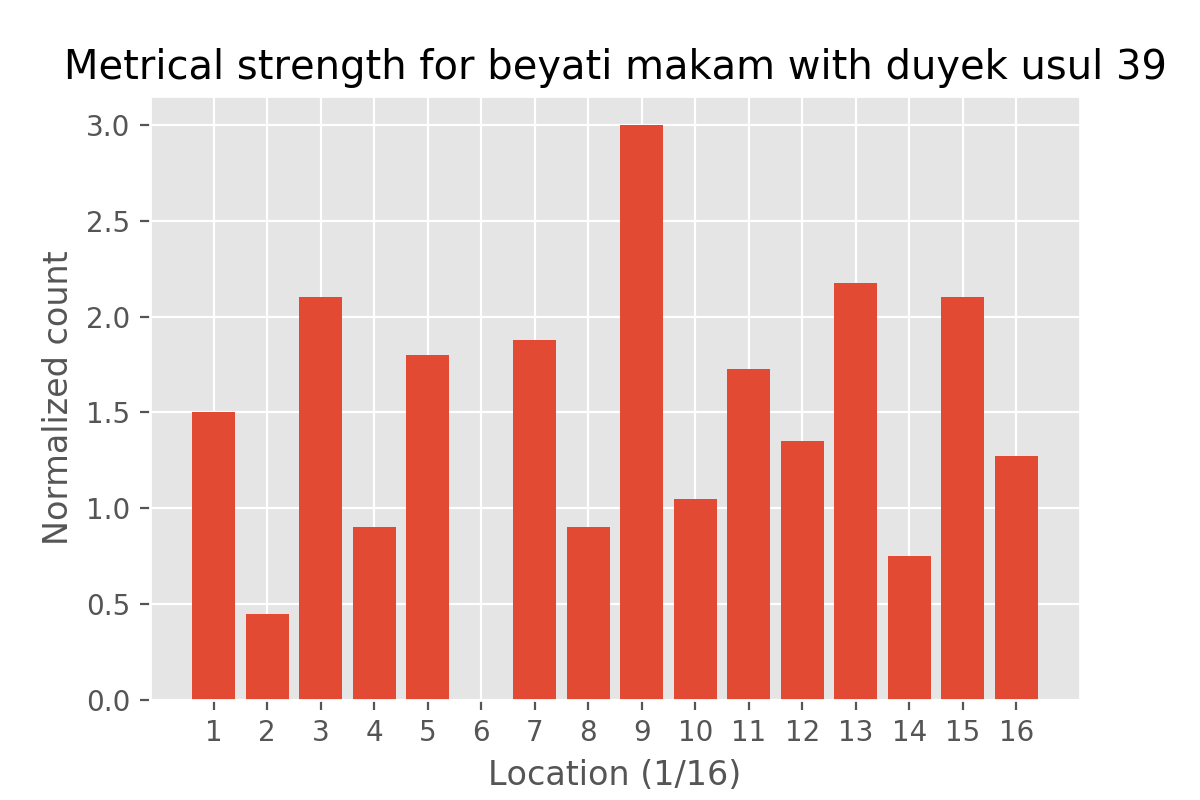 Metrical strength for beyati makam with duyek usul 39
Normalized count
3.0
2.5
2.0
1.5
1.0
0.5
0.0
1 2 3 4 5 6 7 8 9 10 11 12 13 14 15 16
Location (1/16)